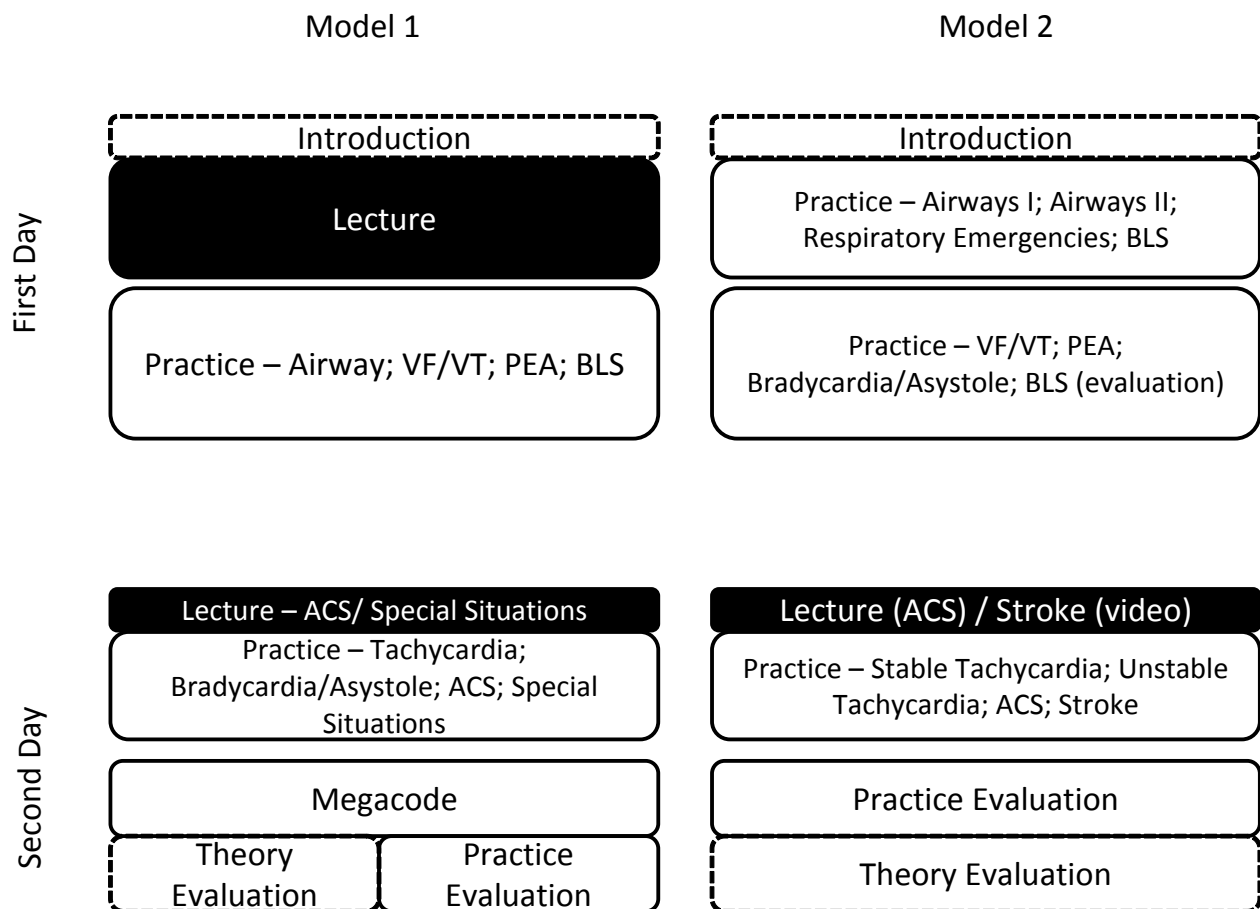 Model 1
Model 2
First Day
Introduction
Lecture
Practice – Airway; VF/VT; PEA; BLS
Introduction
Practice – Airways I; Airways II;
Respiratory Emergencies; BLS
Practice – VF/VT; PEA;
Bradycardia/Asystole; BLS (evaluation)
Second Day
Lecture – ACS/ Special Situations
Practice – Tachycardia;
Bradycardia/Asystole; ACS; Special
Situations
Megacode
Theory
Evaluation
Practice
Evaluation
Lecture (ACS) / Stroke (video)
Practice – Stable Tachycardia; Unstable
Tachycardia; ACS; Stroke
Practice Evaluation
Theory Evaluation